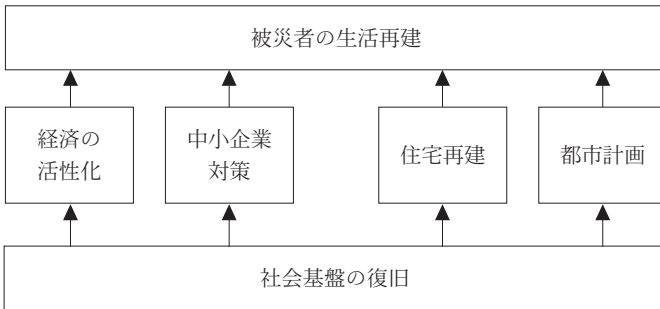 被災者の生活再建
経済の
活性化
中小企業
対策
住宅再建
都市計画
社会基盤の復旧